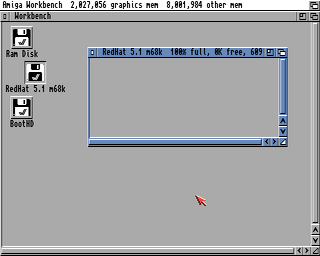 Amiga Workbench 2,027,056 graphics mem 8,001,984 other mem
Workbench
Ram Disk
RedHat 5.1 m68k
BootHD
RedHat 5.1 m68k 100% full, 0K free, 609